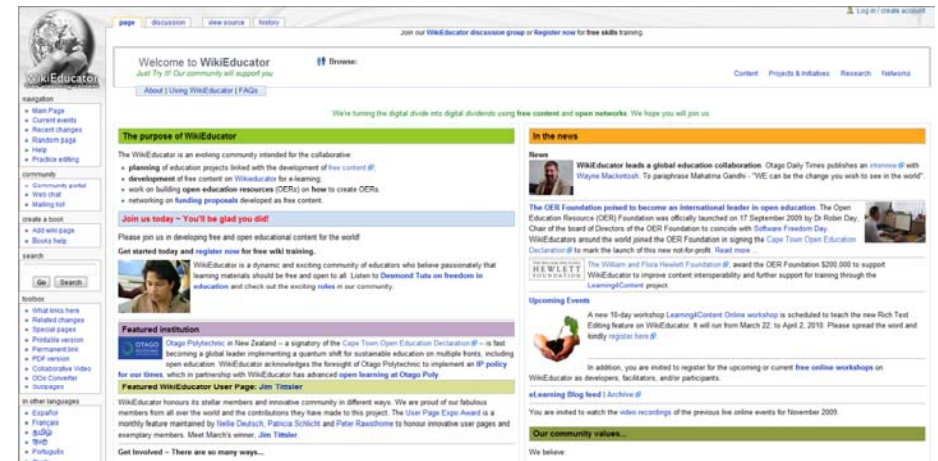 Log in / create account
page discussion view source history
Join our WikiEducator discussion group or Register now for free skills training.
WikiEducator
Welcome to WikiEducator
Just Try It! Our community will support you
Browse:
Content Projects & Initiatives Research Networks
About | Using WikiEducator | FAQs
We're turning the digital divide into digital dividends using free content and open networks. We hope you will join us.
navigation
Main Page
Current events
Recent changes
Random page
Help
Practice editing
community
Community portal
Web chat
Mailing list
create a book
Add wiki page
Books help
search
Go Search
toolbox
What links here
Related changes
Special pages
Printable version
Permanent link
PDF version
Collaborative Video
OOo Converter
Subpages
in other languages
Español
Français
தமிழ்
हिन्दी
Português
The purpose of WikiEducator
The WikiEducator is an evolving community intended for the collaborative:
planning of education projects linked with the development of free content
development of free content on Wikieducator for e-learning.
work on building open education resources (OERs) on how to create OERs.
networking on funding proposals developed as free content.
Join us today ~ You'll be glad you did!
Please join us in developing free and open educational content for the world!
Get started today and register now for free wiki training.
WikiEducator is a dynamic and exciting community of educators who believe passionately that
learning materials should be free and open to all. Listen to Desmond Tutu on freedom in
education and check out the exciting roles in our community.
Featured institution
OTAGO
Otago Polytechnic in New Zealand – a signatory of the Cape Town Open Education Declaration – is fast
becoming a global leader implementing a quantum shift for sustainable education on multiple fronts, including
open education. WikiEducator acknowledges the foresight of Otago Polytechnic to implement an IP policy
for our times, which in partnership with WikiEducator has advanced open learning at Otago Poly.
Featured WikiEducator User Page: Jim Tittsler
WikiEducator honours its stellar members and innovative community in different ways. We are proud of our fabulous
members from all over the world and the contributions they have made to this project. The User Page Expo Award is a
monthly feature maintained by Nellie Deutsch, Patricia Schlicht and Peter Rawsthorne to honour innovative user pages and
exemplary members. Meet March's winner, Jim Tittsler.
Get Involved ~ There are so many ways...
In the news
News
WikiEducator leads a global education collaboration. Otago Daily Times publishes an interview with
Wayne Mackintosh. To paraphrase Mahatma Gandhi - "WE can be the change you wish to see in the world".
The OER Foundation poised to become an international leader in open education. The Open
Education Resource (OER) Foundation was officially launched on 17 September 2009 by Dr Robin Day,
Chair of the board of Directors of the OER Foundation to coincide with Software Freedom Day.
WikiEducators around the world joined the OER Foundation in signing the Cape Town Open Education
Declaration to mark the launch of this new not-for-profit. Read more ...
HEWLETT
FOUNDATION
The William and Flora Hewlett Foundation, award the OER Foundation $200,000 to support
WikiEducator to improve content interoperability and further support for training through the
Learning4Content project.
Upcoming Events
A new 10-day workshop Learning4Content Online workshop is scheduled to teach the new Rich Text
Editing feature on WikiEducator. It will run from March 22, to April 2, 2010. Please spread the word and
kindly register here.
In addition, you are invited to register for the upcoming or current free online workshops on
WikiEducator as developers, facilitators, and/or participants.
eLearning Blog feed | Archive
You are invited to watch the video recordings of the previous live online events for November 2009.
Our community values...
We believe: